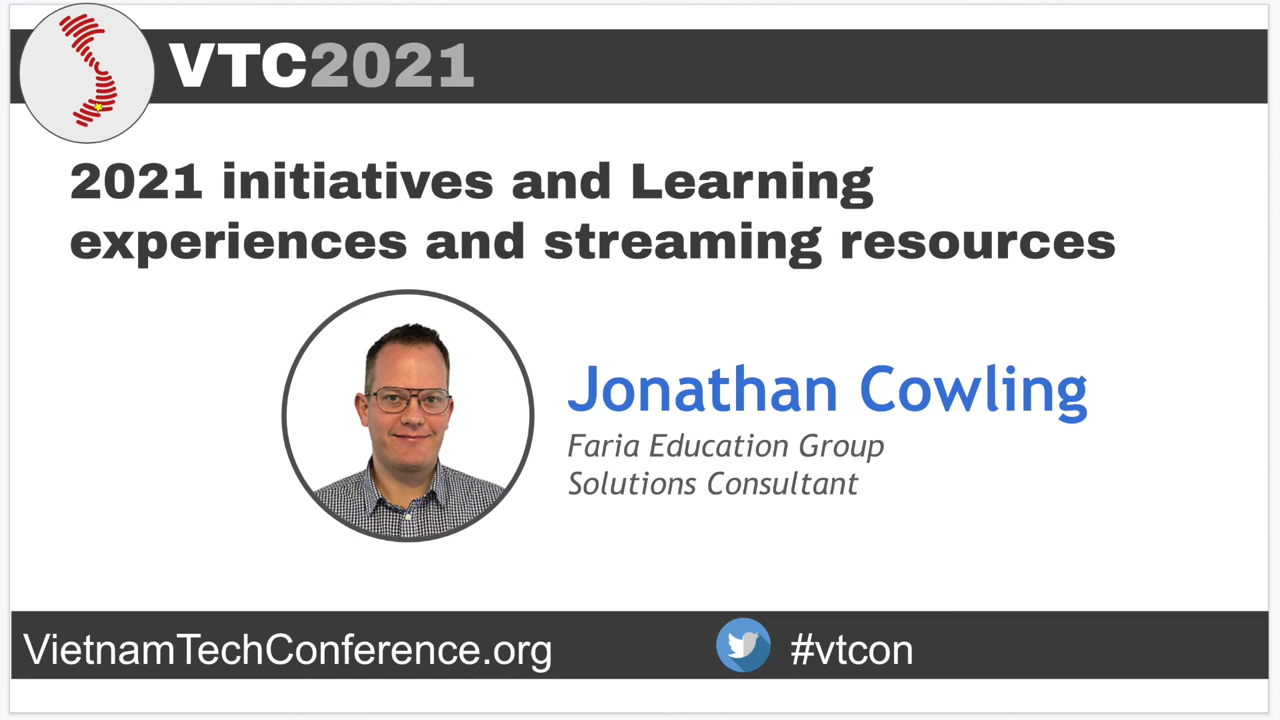 VTC2021
2021 initiatives and Learning
experiences and streaming resources
Jonathan Cowling
Faria Education Group
Solutions Consultant
VietnamTechConference.org
#vtcon